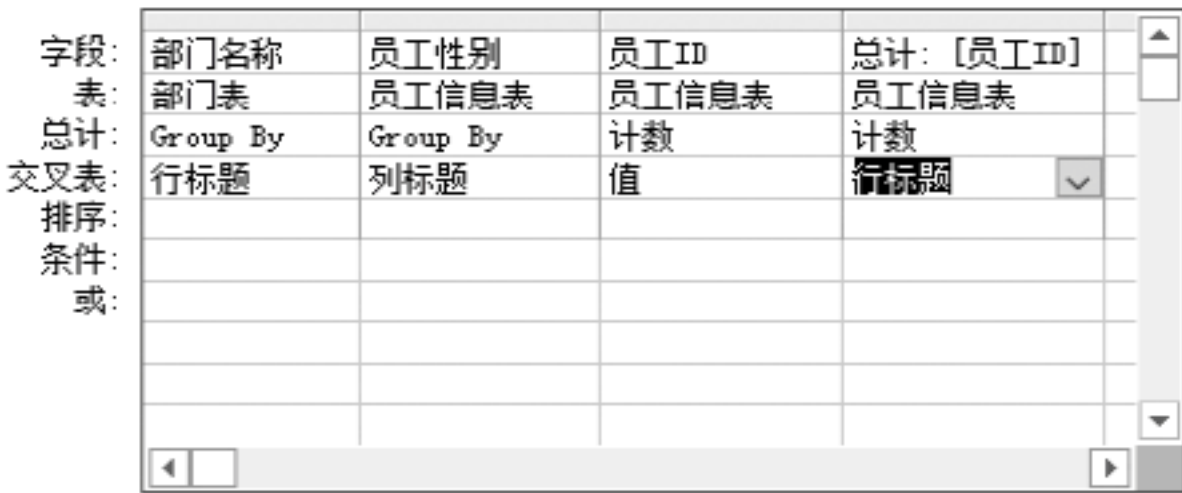 字段: 部门名称 员工性别 员工ID 总计: [员工ID]
表: 部门表 员工信息表 员工信息表 员工信息表
总计: Group By Group By 计数 计数
交叉表: 行标题 列标题 值 行标题
排序:
条件:
或: